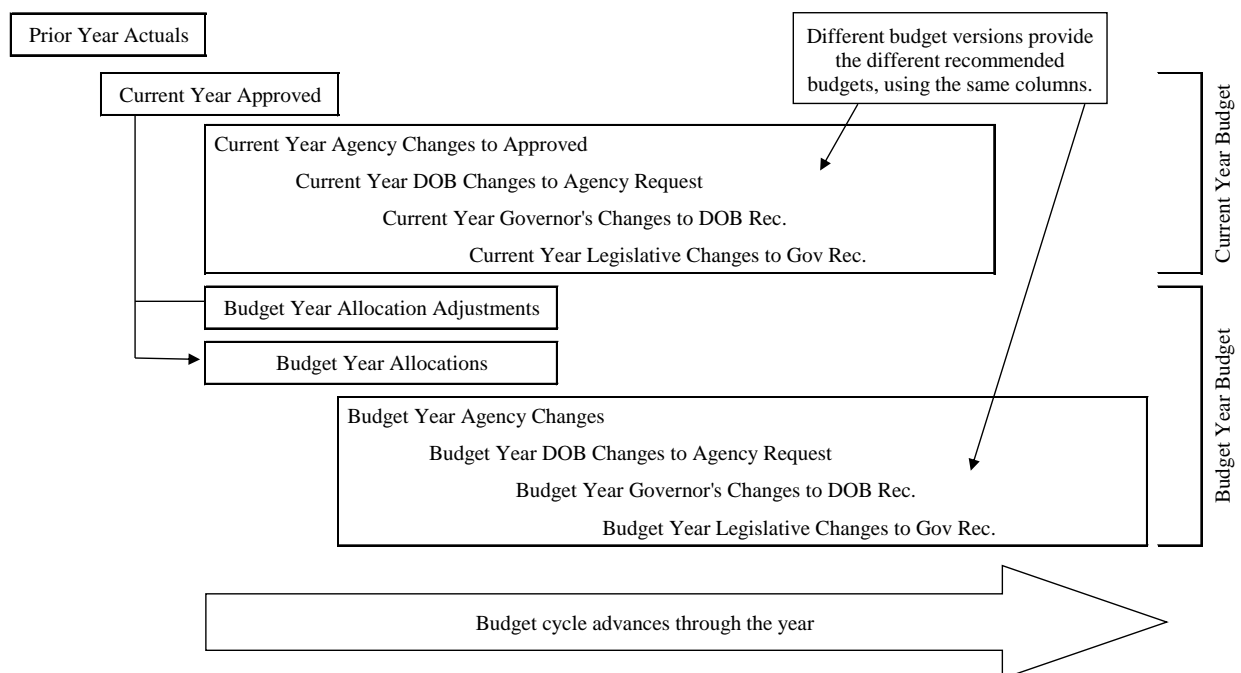 Prior Year Actuals
Different budget versions provide
the different recommended
budgets, using the same columns.
Current Year Approved
Current Year Agency Changes to Approved
Current Year DOB Changes to Agency Request
Current Year Governor's Changes to DOB Rec.
Current Year Legislative Changes to Gov Rec.
Current Year Budget
Budget Year Allocation Adjustments
Budget Year Allocations
Budget Year Agency Changes
Budget Year DOB Changes to Agency Request
Budget Year Governor's Changes to DOB Rec.
Budget Year Legislative Changes to Gov Rec.
Budget Year Budget
Budget cycle advances through the year